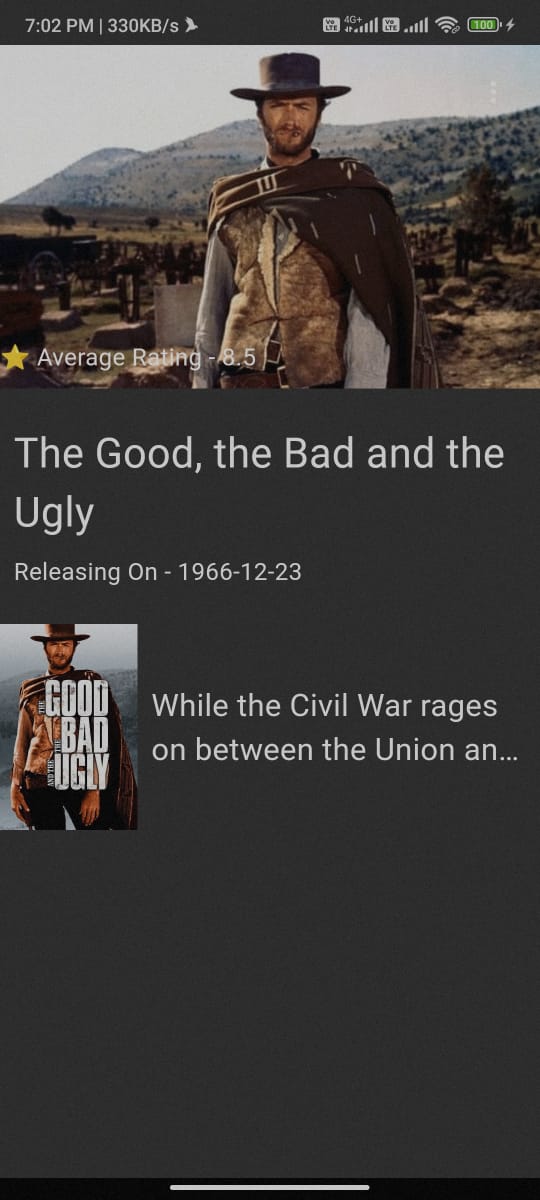 7:02 PM | 330KB/s
Vo LTE 4G+ Vo LTE 100
Average Rating - 8.5
The Good, the Bad and the
Ugly
Releasing On - 1966-12-23
THE GOOD
THE BAD
AND THE UGLY
While the Civil War rages
on between the Union an...